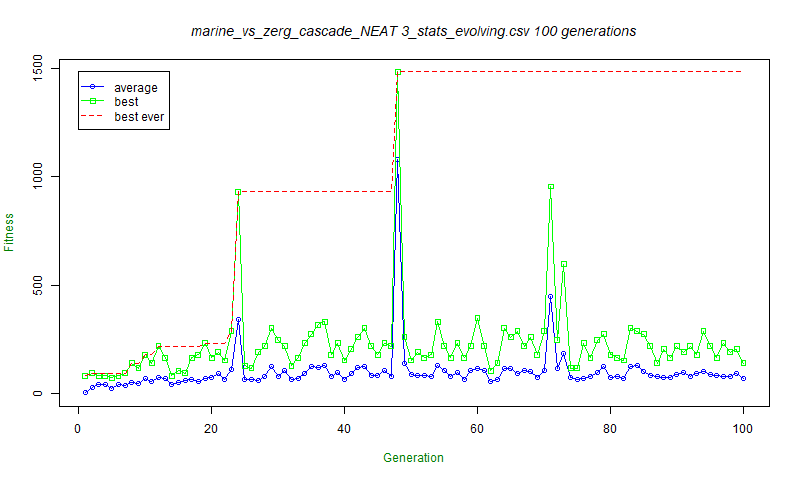 marine_vs_zerg_cascade_NEAT 3_stats_evolving.csv 100 generations
average
best
best ever
Fitness
1500
1000
500
0
0 20 40 60 80 100
Generation